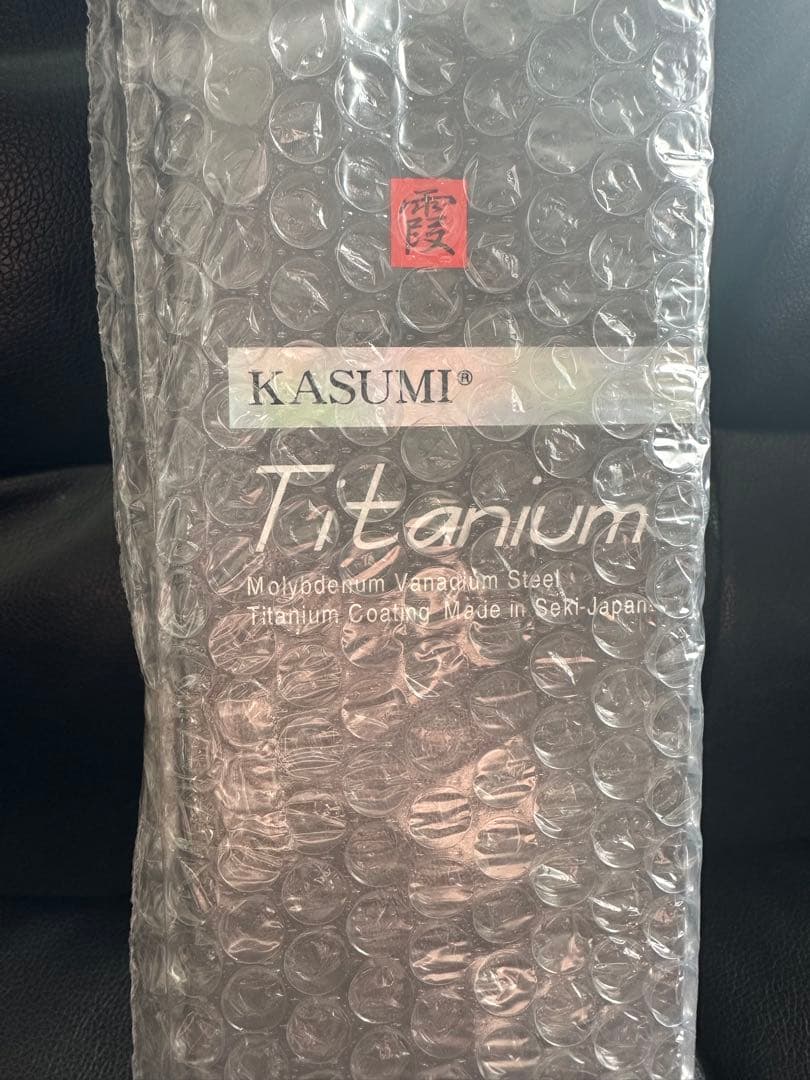 霞
KASUMI®
Titanium
Molybdenum Vanadium Steel
Titanium Coating Made in Seki-Japan